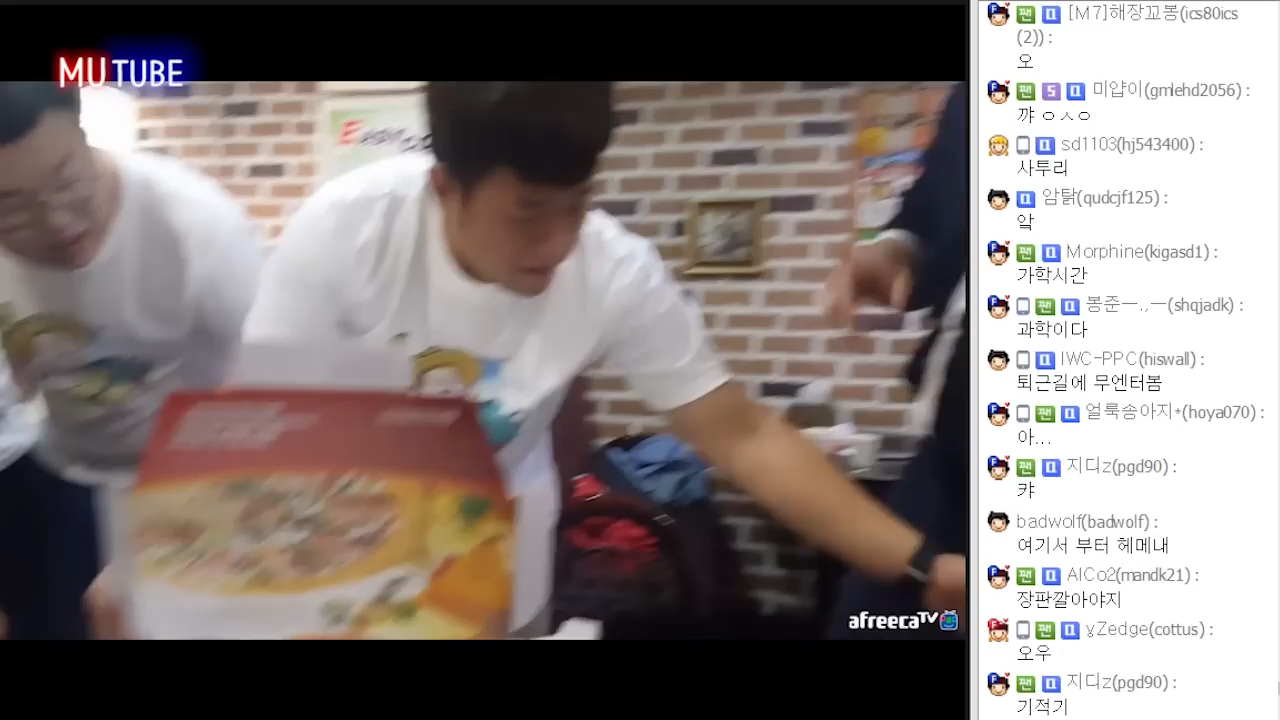 MUTUBE
afreecaTV
[M7]해장꼬봉(ics80ics
(2)) :
오
미얍이(gmlehd2056) :
꺄 ㅇㅅㅇ
sd1103(hj543400) :
사투리
암탉(qudcjf125) :
앜
Morphine(kigasd1) :
가학시간
봉준ㅡ.,ㅡ(shqjadk) :
과학이다
IWC-PPC(hiswall) :
퇴근길에 무엔터봄
얼룩송아지*(hoya070) :
아...
지디z(pgd90) :
캬
badwolf(badwolf) :
여기서 부터 헤메내
AlCo2(mandk21) :
장판깔아야지
yZedge(cottus) :
오우
지디z(pgd90) :
기적기